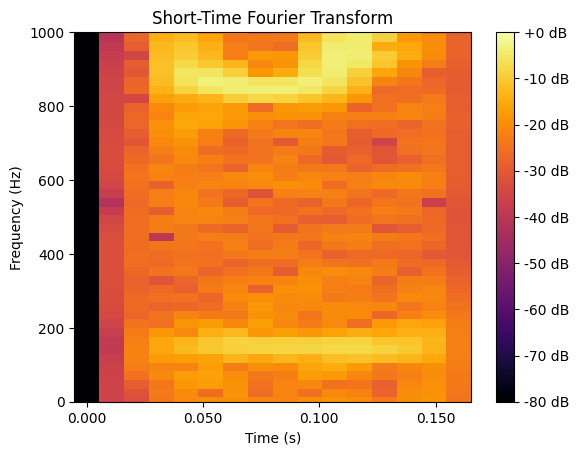 Short-Time Fourier Transform
Frequency (Hz)
1000
800
600
400
200
0
0.000
0.050
0.100
0.150
Time (s)
+0 dB
-10 dB
-20 dB
-30 dB
-40 dB
-50 dB
-60 dB
-70 dB
-80 dB